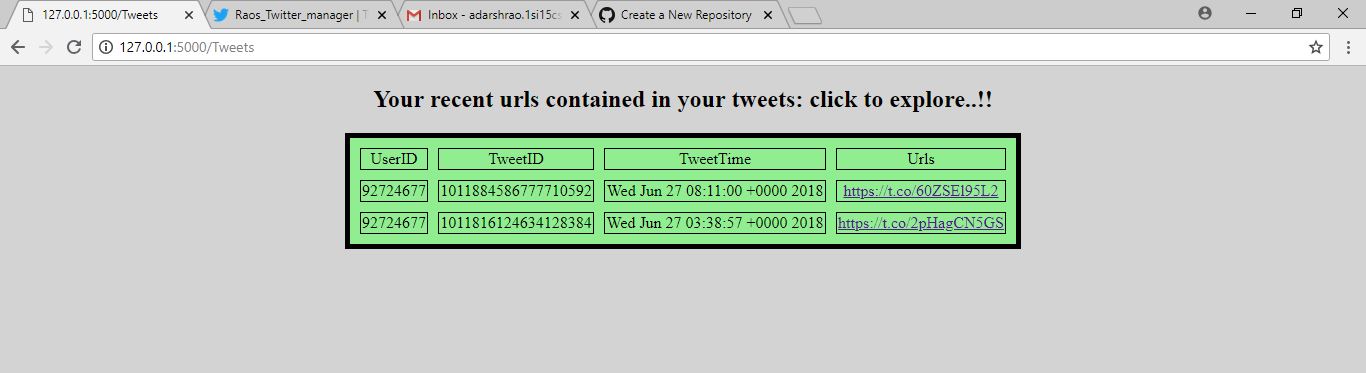 127.0.0.1:5000/Tweets Raos_Twitter_manager | T Inbox - adarshrao.1si15cs Create a New Repository
127.0.0.1:5000/Tweets
Your recent urls contained in your tweets: click to explore..!!
UserID TweetID TweetTime Urls
92724677 1011884586777710592 Wed Jun 27 08:11:00 +0000 2018 https://t.co/60ZSEl95L2
92724677 1011816124634128384 Wed Jun 27 03:38:57 +0000 2018 https://t.co/2pHagCN5GS